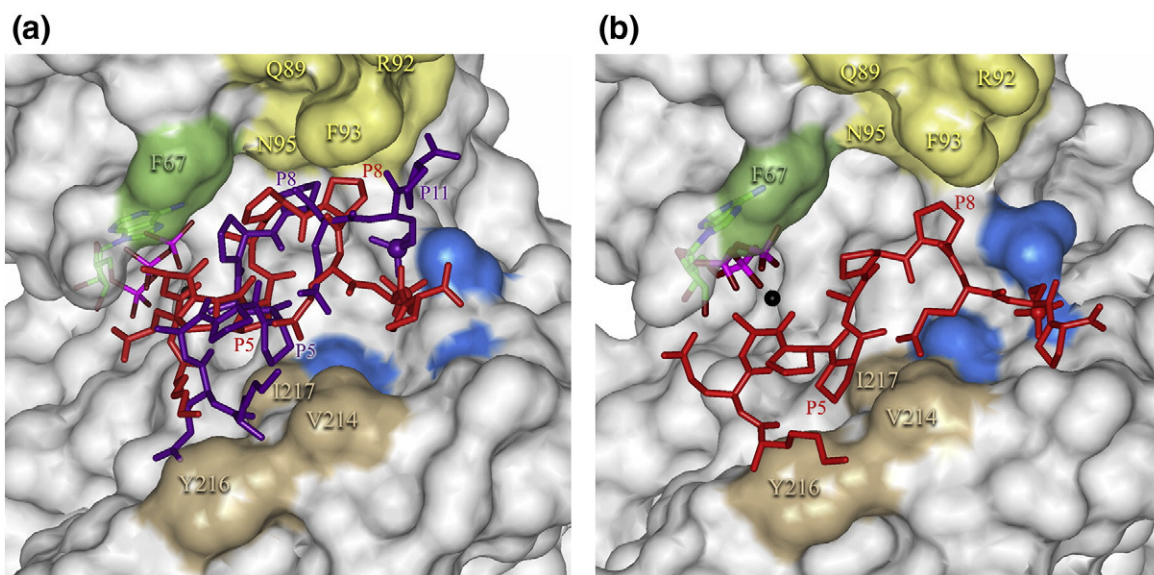 (a)
(b)
R92
Q89
N95
F93
F67
P8
P8
P11
P5
P5
I217
V214
Y216
Q89
R92
N95
F93
F67
P8
I217
P5
V214
Y216